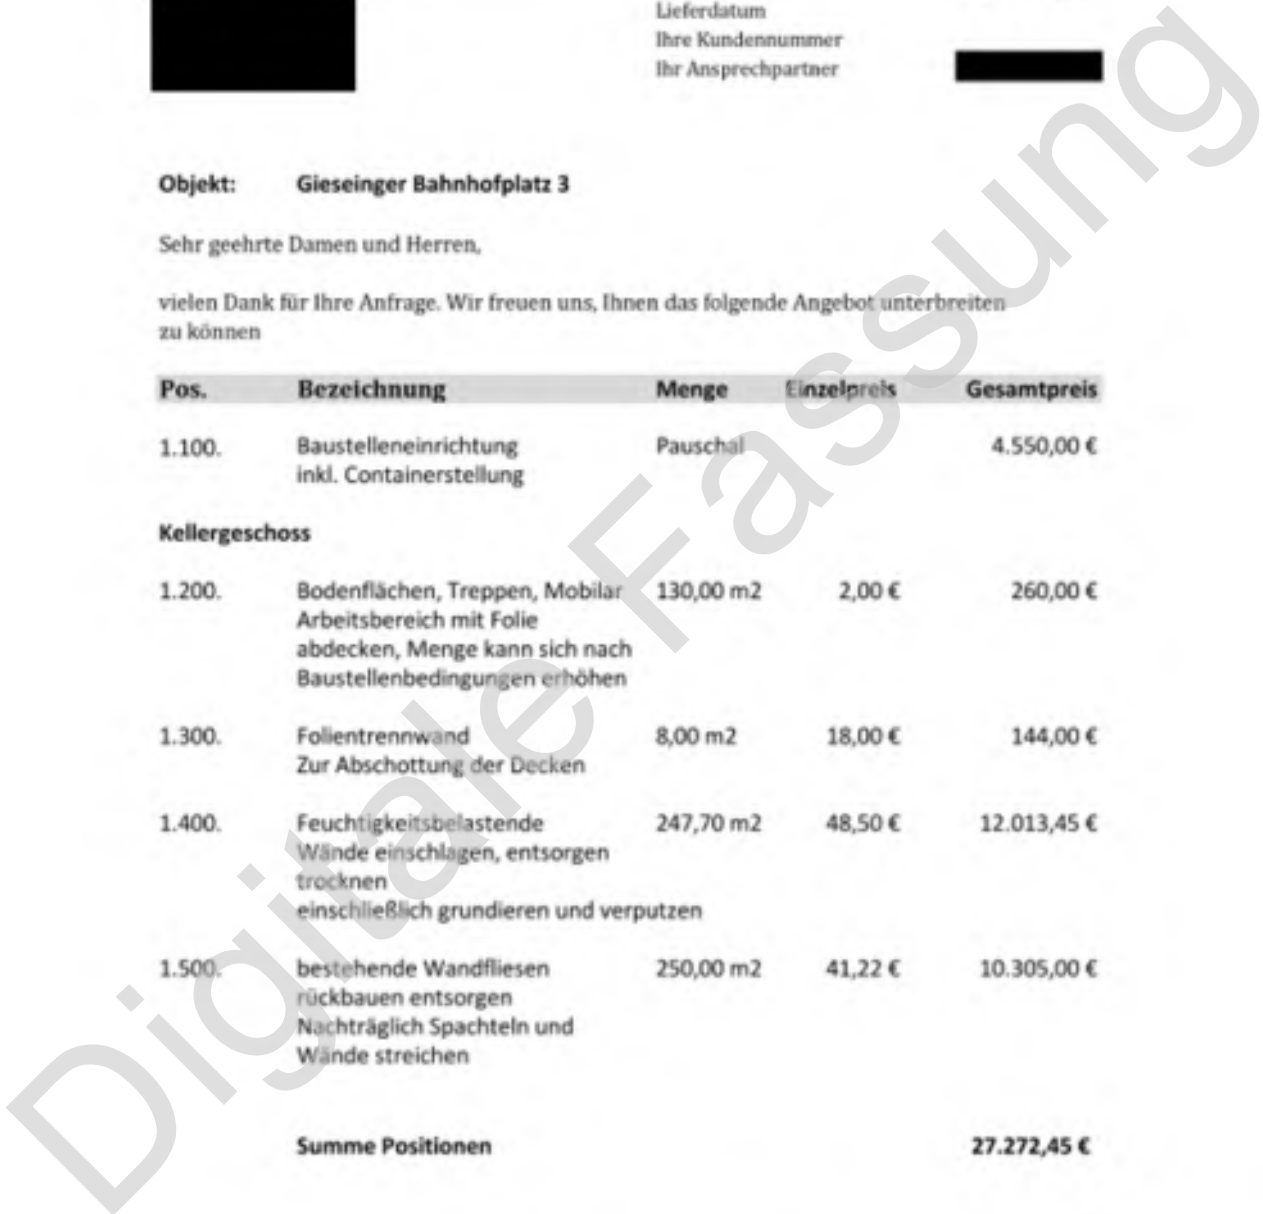 Lieferdatum
Ihre Kundennummer
Ihr Ansprechpartner
Objekt: Gieseinger Bahnhofplatz 3
Sehr geehrte Damen und Herren,
vielen Dank für Ihre Anfrage. Wir freuen uns, Ihnen das folgende Angebot unterbreiten
zu können
Pos. Bezeichnung Menge Einzelpreis Gesamtpreis
1.100. Baustelleneinrichtung Pauschal 4.550,00 €
inkl. Containerstellung
Kellergeschoss
1.200. Bodenflächen, Treppen, Mobilar 130,00 m2 2,00 € 260,00 €
Arbeitsbereich mit Folie
abdecken, Menge kann sich nach
Baustellenbedingungen erhöhen
1.300. Folientrennwand 8,00 m2 18,00 € 144,00 €
Zur Abschottung der Decken
1.400. Feuchtigkeitsbelastende 247,70 m2 48,50 € 12.013,45 €
Wände einschlagen, entsorgen
trocknen
einschließlich grundieren und verputzen
1.500. bestehende Wandfliesen 250,00 m2 41,22 € 10.305,00 €
rückbauen entsorgen
Nachträglich Spachteln und
Wände streichen
Summe Positionen 27.272,45 €
Digitale Fassung